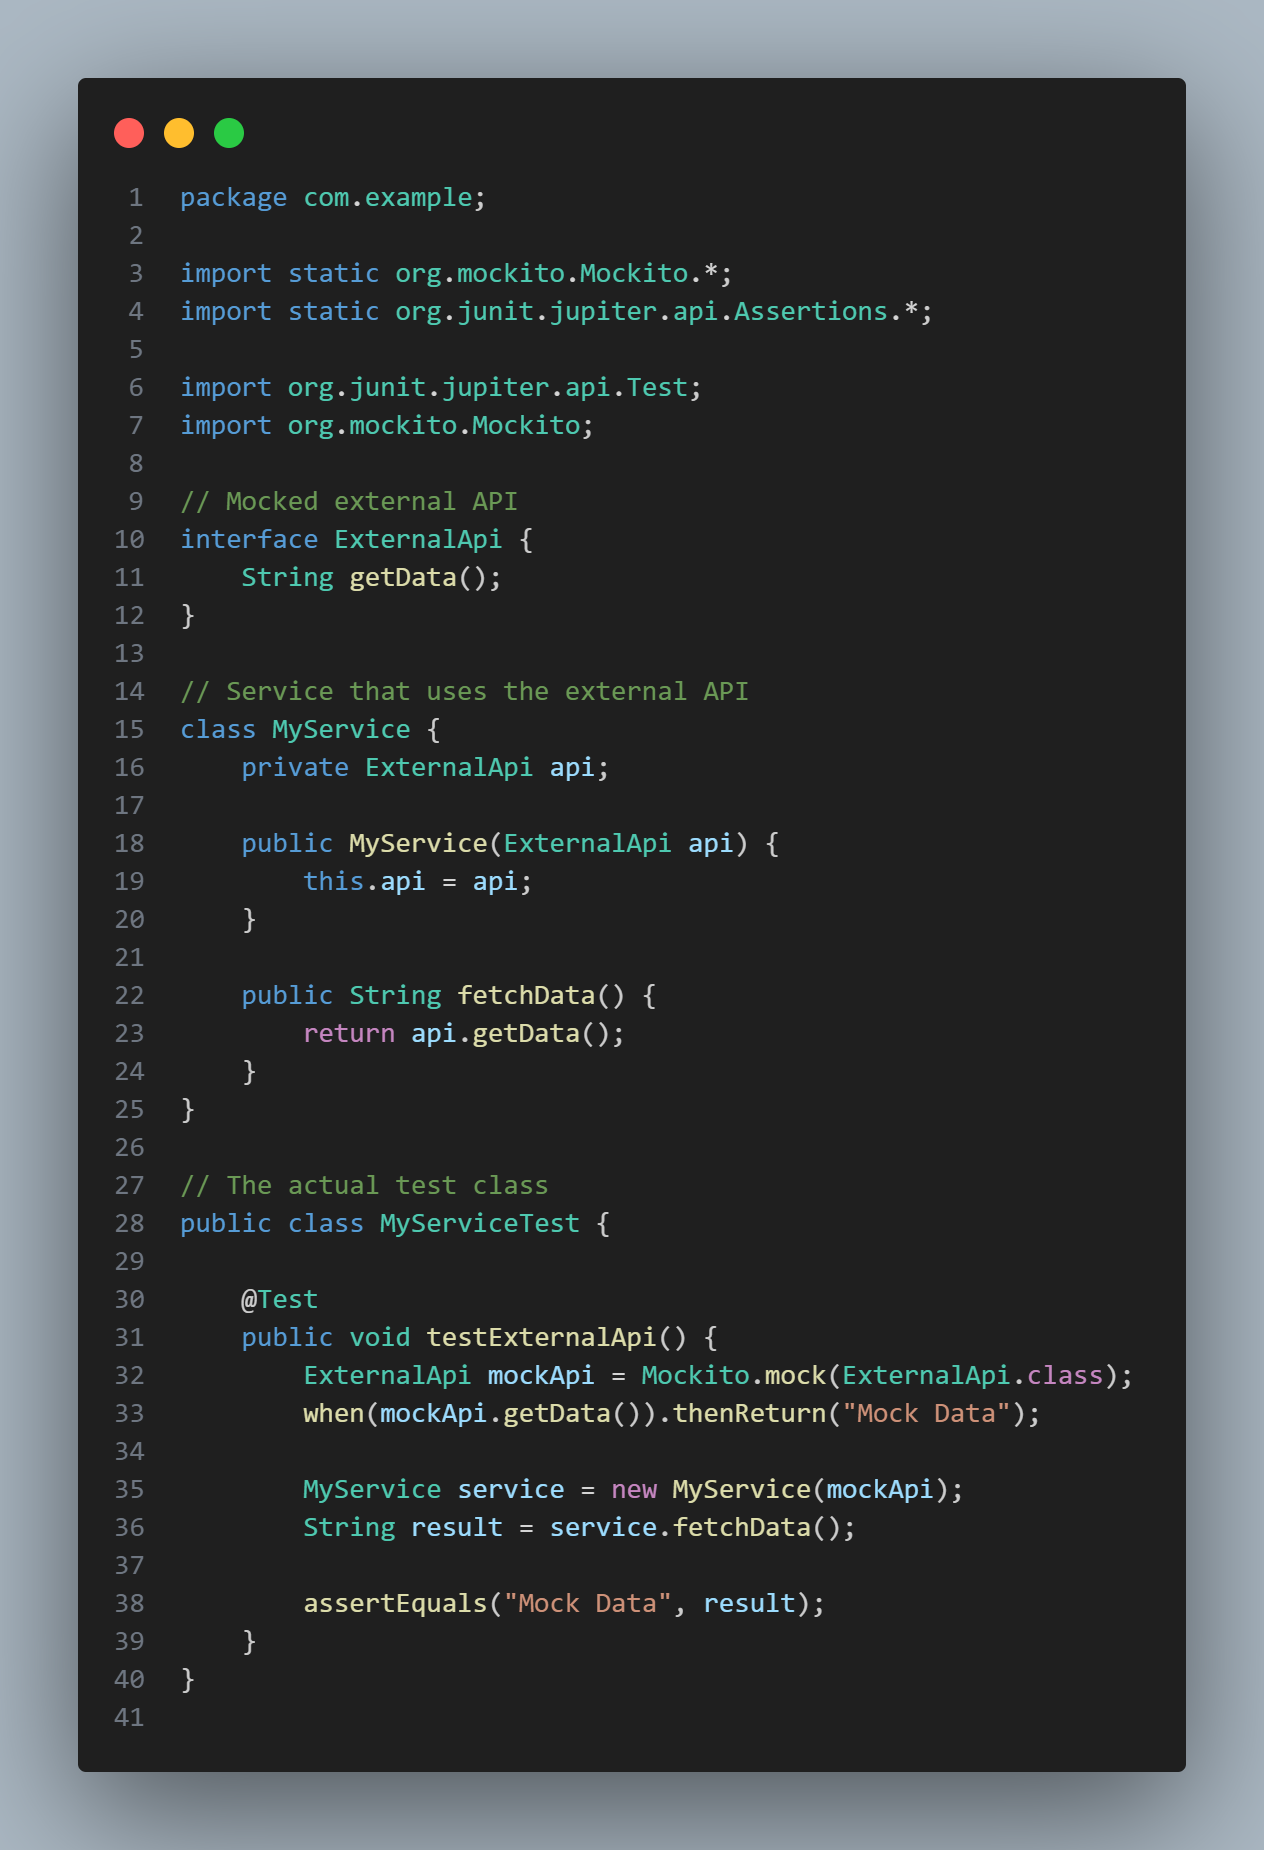 1 package com.example;
2
3 import static org.mockito.Mockito.*;
4 import static org.junit.jupiter.api.Assertions.*;
5
6 import org.junit.jupiter.api.Test;
7 import org.mockito.Mockito;
8
9 // Mocked external API
10 interface ExternalApi {
11     String getData();
12 }
13
14 // Service that uses the external API
15 class MyService {
16     private ExternalApi api;
17
18     public MyService(ExternalApi api) {
19         this.api = api;
20     }
21
22     public String fetchData() {
23         return api.getData();
24     }
25 }
26
27 // The actual test class
28 public class MyServiceTest {
29
30     @Test
31     public void testExternalApi() {
32         ExternalApi mockApi = Mockito.mock(ExternalApi.class);
33         when(mockApi.getData()).thenReturn("Mock Data");
34
35         MyService service = new MyService(mockApi);
36         String result = service.fetchData();
37
38         assertEquals("Mock Data", result);
39     }
40 }
41